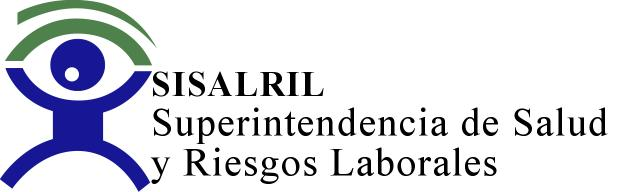 SISALRIL
Superintendencia de Salud
y Riesgos Laborales